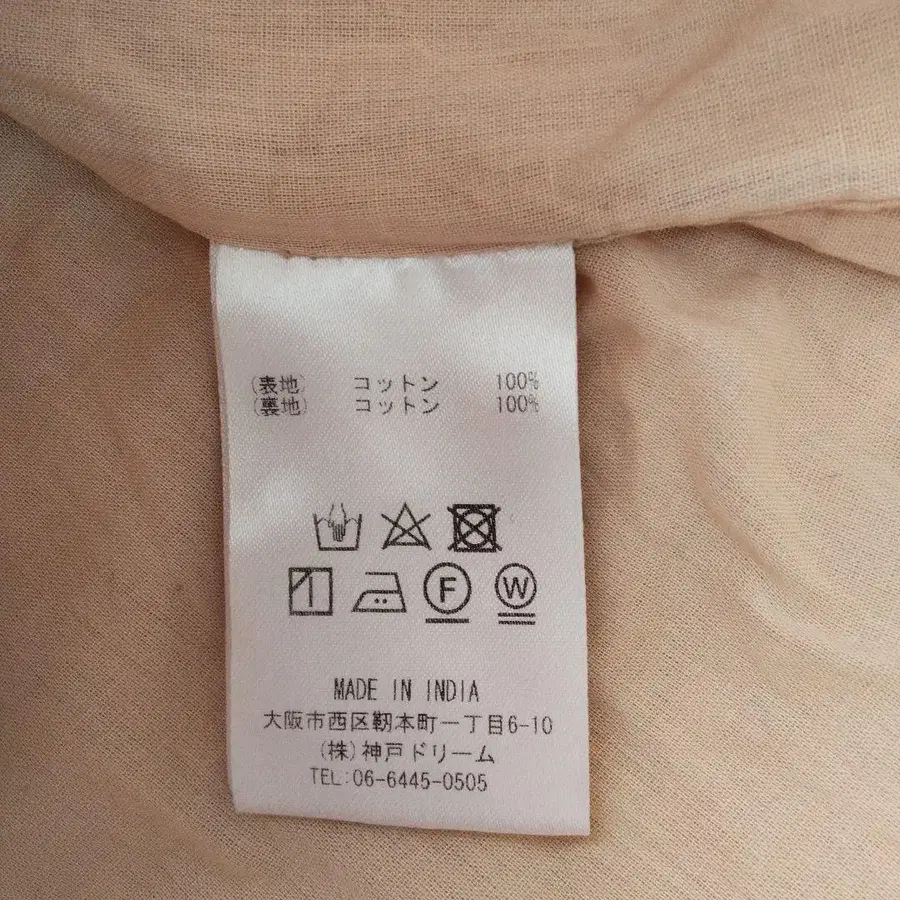 (表地) コットン 100%
(裏地) コットン 100%
F W
MADE IN INDIA
大阪市西区靭本町一丁目6-10
(株)神戸ドリーム
TEL:06-6445-0505